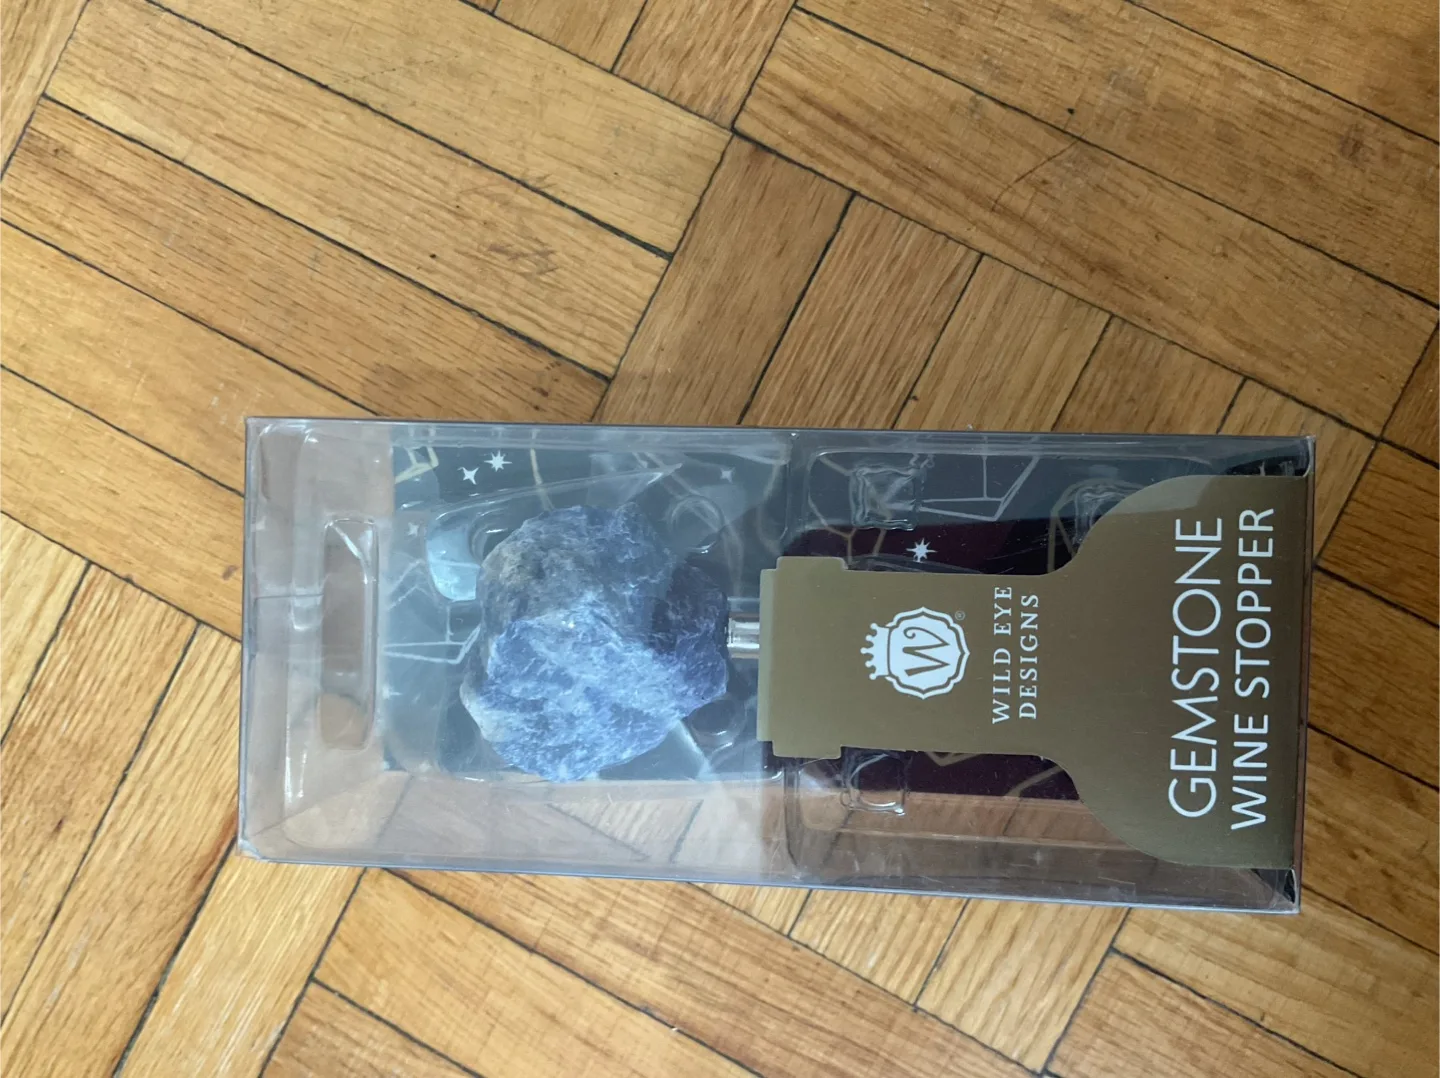 W
®
WILD EYE
DESIGNS
GEMSTONE
WINE STOPPER